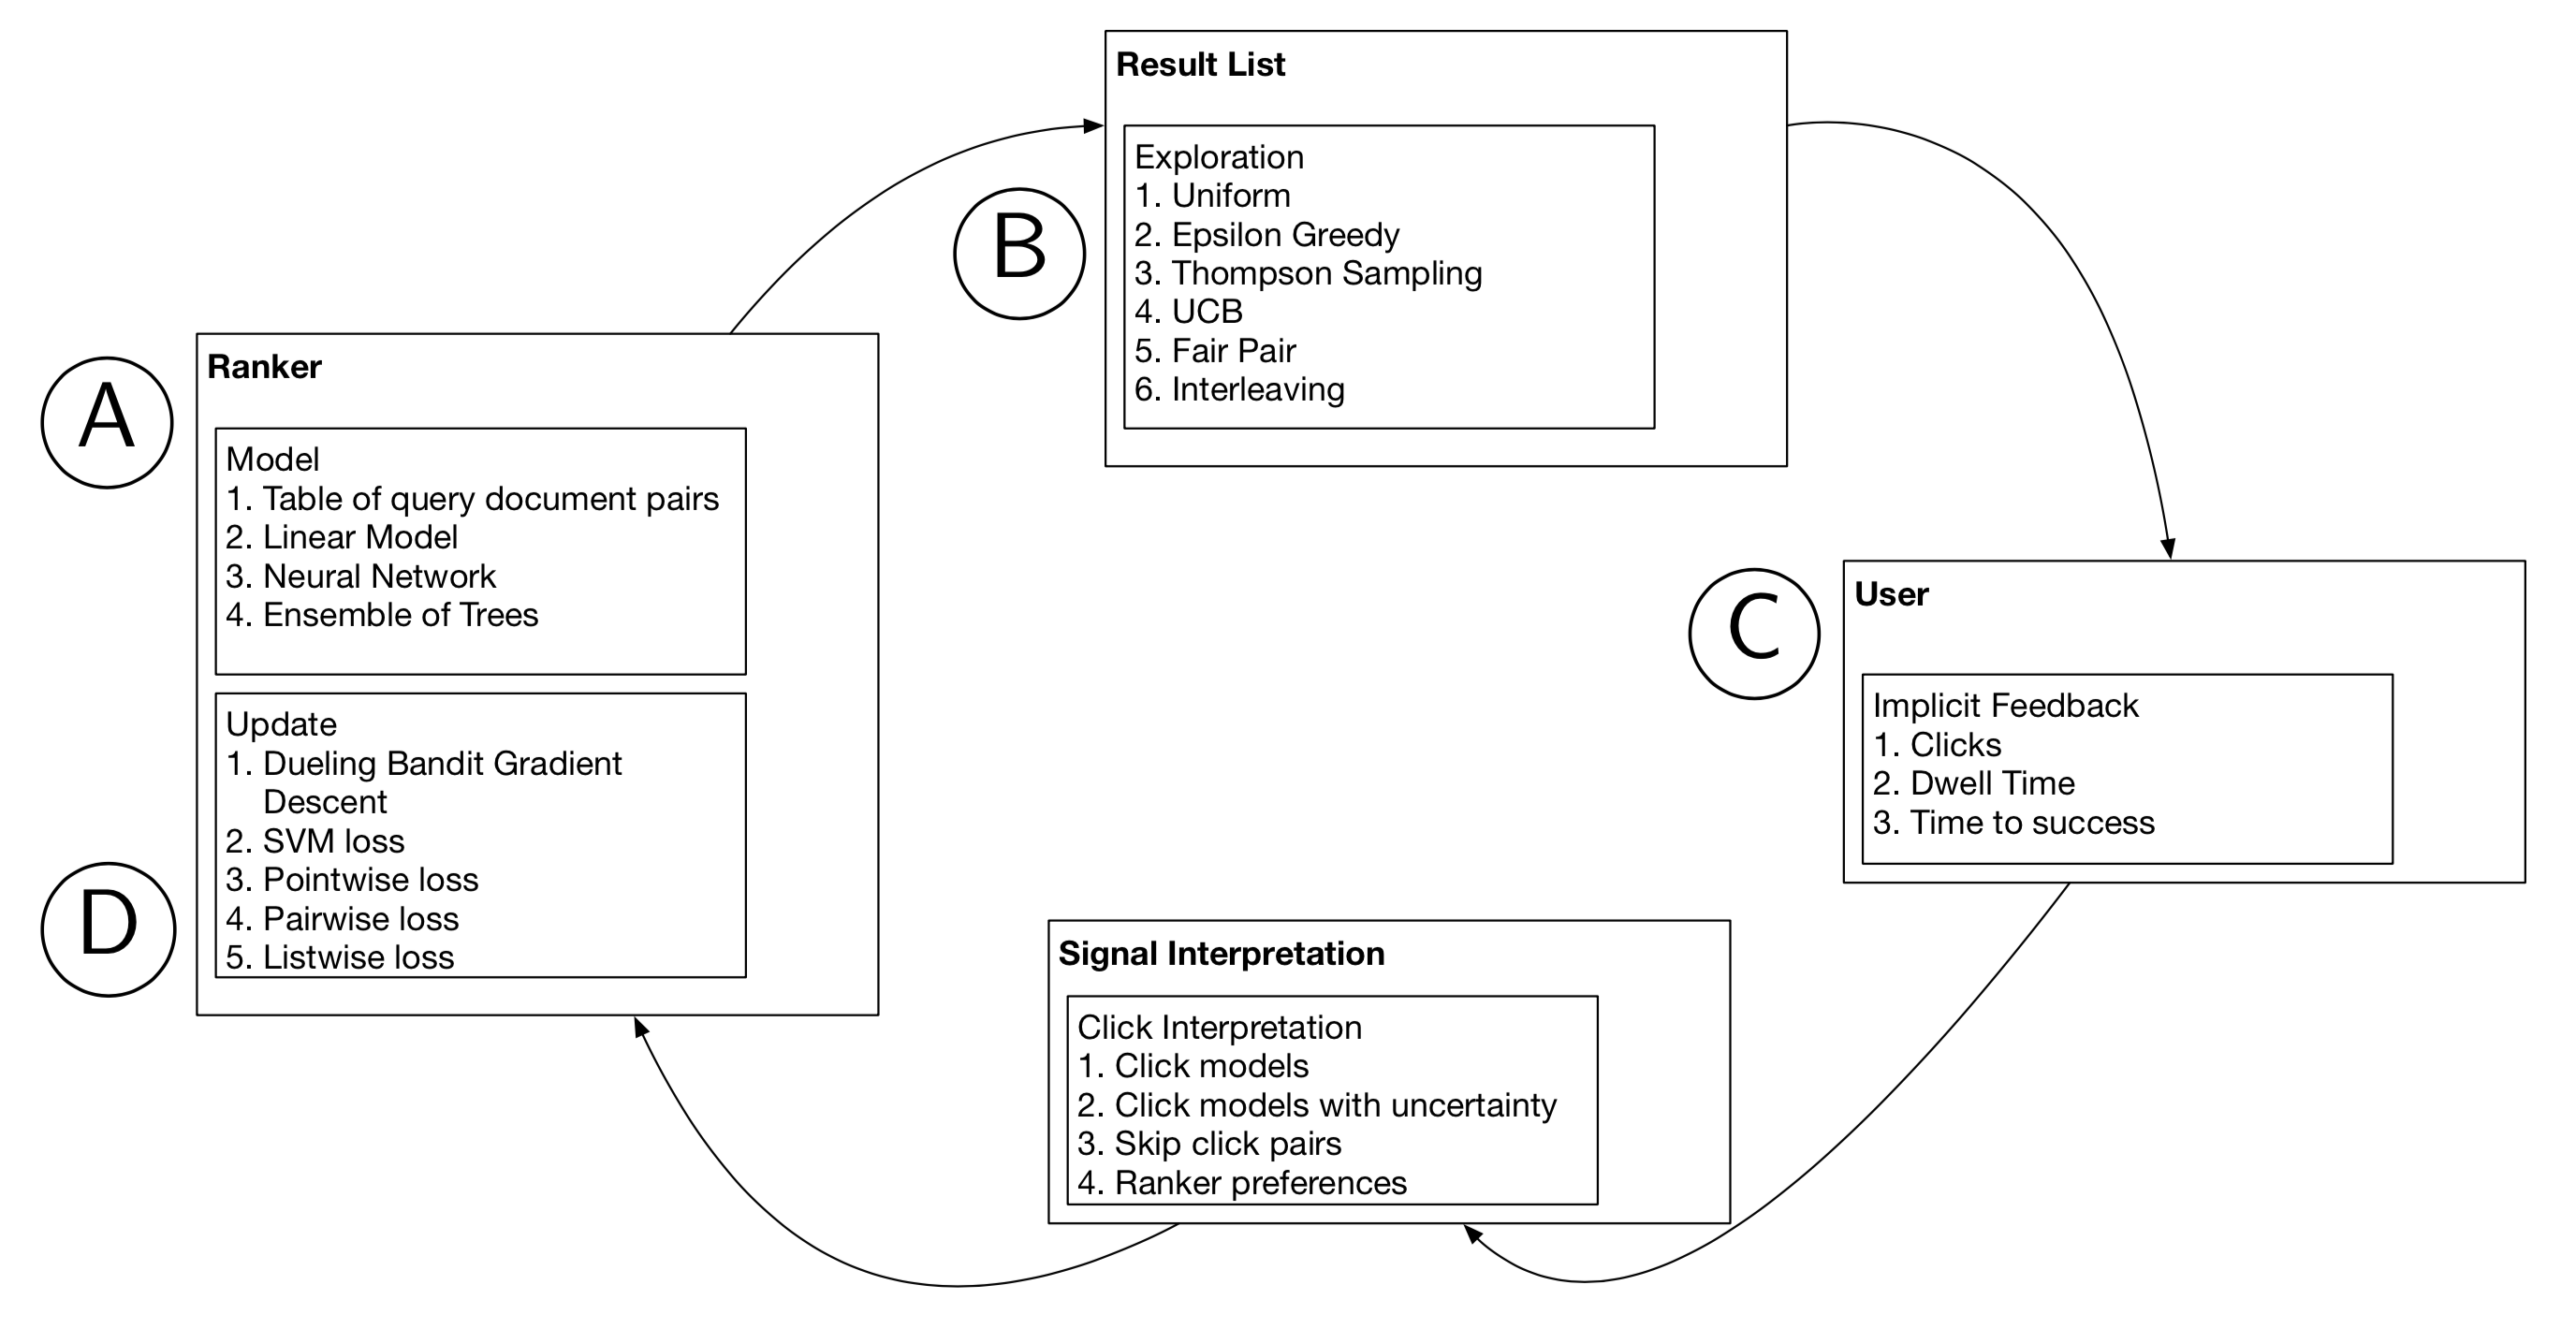 Result List
Exploration
1. Uniform
2. Epsilon Greedy
3. Thompson Sampling
4. UCB
5. Fair Pair
6. Interleaving
B
A
Ranker
Model
1. Table of query document pairs
2. Linear Model
3. Neural Network
4. Ensemble of Trees
Update
1. Dueling Bandit Gradient
Descent
2. SVM loss
3. Pointwise loss
4. Pairwise loss
5. Listwise loss
D
C
User
Implicit Feedback
1. Clicks
2. Dwell Time
3. Time to success
Signal Interpretation
Click Interpretation
1. Click models
2. Click models with uncertainty
3. Skip click pairs
4. Ranker preferences